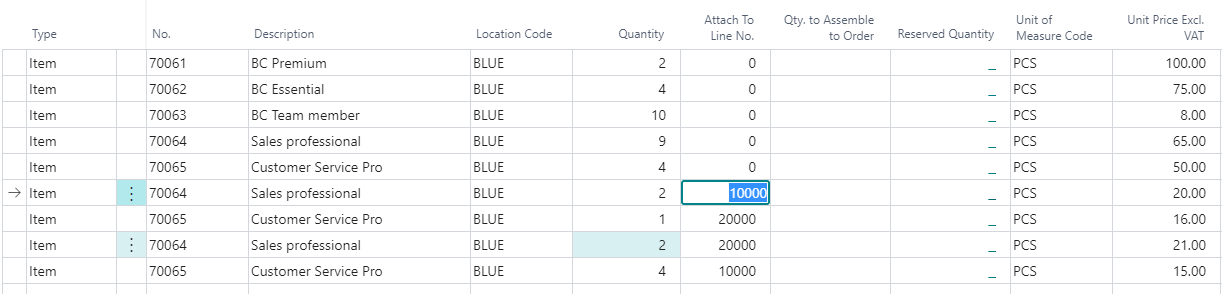 Type No. Description Location Code Quantity Attach To Line No. Qty. to Assemble to Order Reserved Quantity Unit of Measure Code Unit Price Excl. VAT
Item 70061 BC Premium BLUE 2 0 _ PCS 100.00
Item 70062 BC Essential BLUE 4 0 _ PCS 75.00
Item 70063 BC Team member BLUE 10 0 _ PCS 8.00
Item 70064 Sales professional BLUE 9 0 _ PCS 65.00
Item 70065 Customer Service Pro BLUE 4 0 _ PCS 50.00
→ Item ⋮ 70064 Sales professional BLUE 2 10000 _ PCS 20.00
Item 70065 Customer Service Pro BLUE 1 20000 _ PCS 16.00
Item ⋮ 70064 Sales professional BLUE 2 20000 _ PCS 21.00
Item 70065 Customer Service Pro BLUE 4 10000 _ PCS 15.00